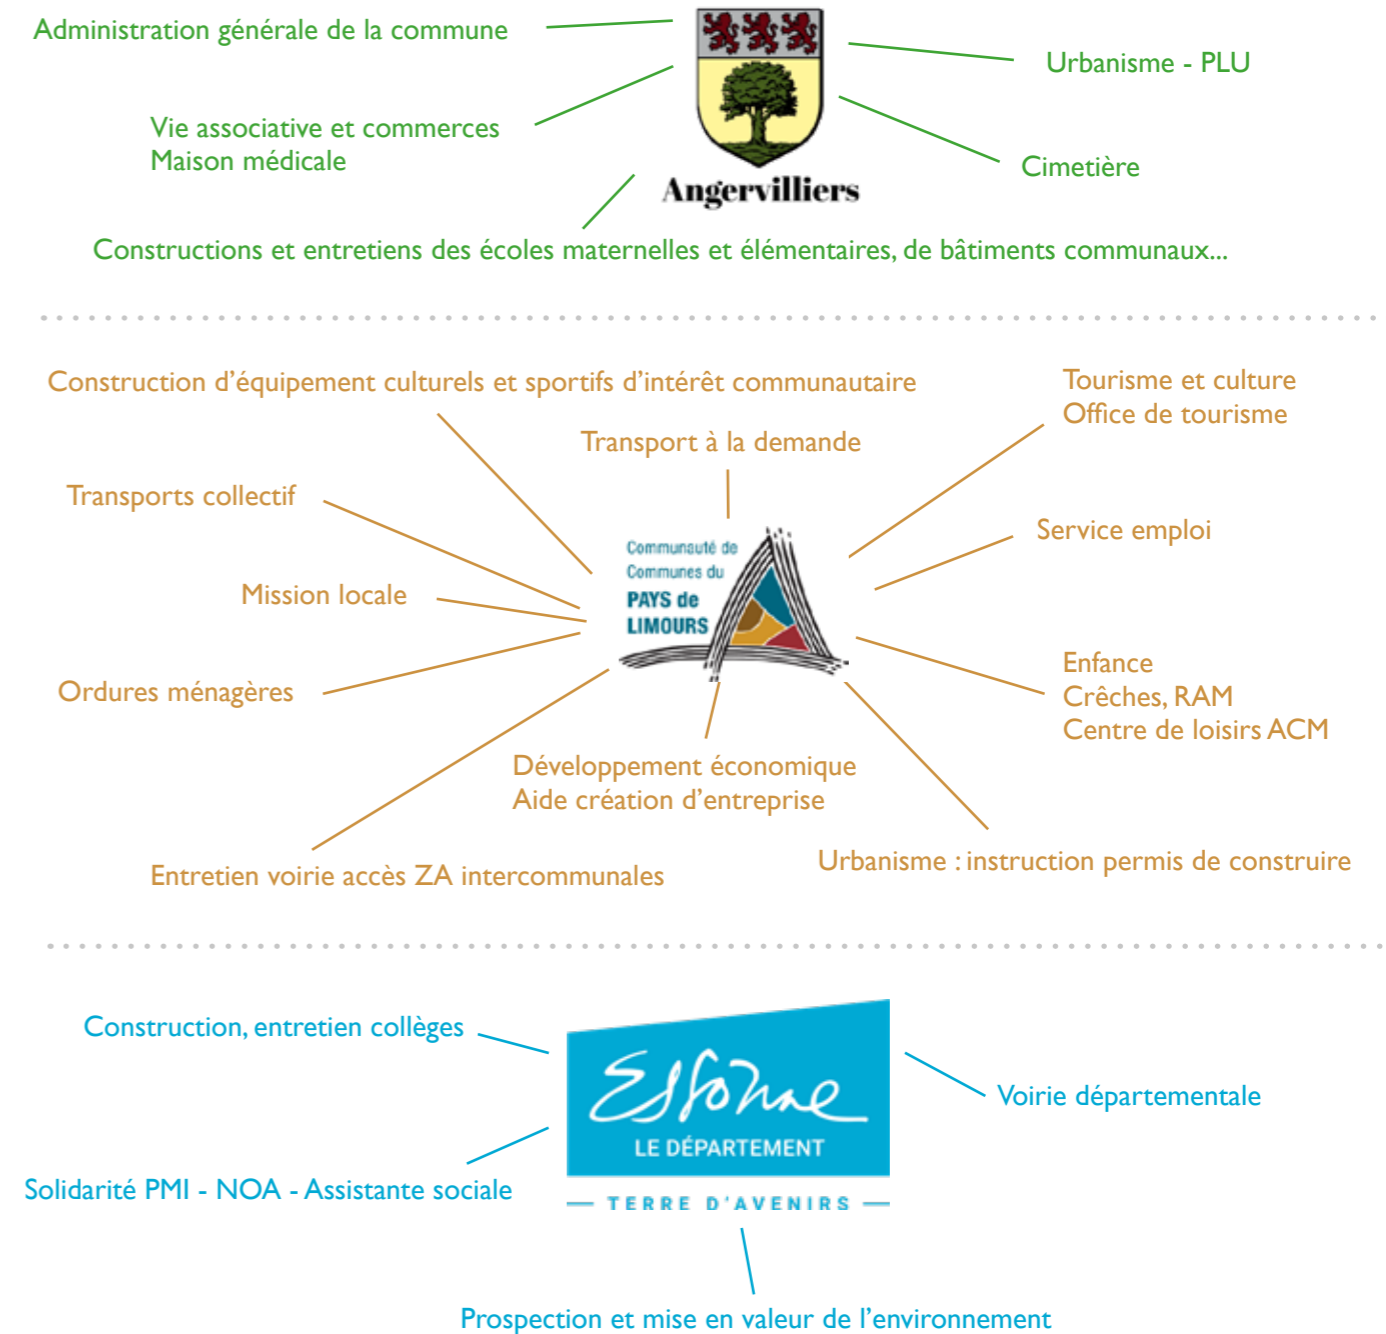 Administration générale de la commune
Urbanisme - PLU
Vie associative et commerces
Maison médicale
Cimetière
Angervilliers
Constructions et entretiens des écoles maternelles et élémentaires, de bâtiments communaux...
Construction d’équipement culturels et sportifs d’intérêt communautaire
Tourisme et culture
Office de tourisme
Transport à la demande
Transports collectif
Service emploi
Communauté de
Communes du
PAYS de
LIMOURS
Mission locale
Ordures ménagères
Enfance
Crêches, RAM
Centre de loisirs ACM
Développement économique
Aide création d’entreprise
Entretien voirie accès ZA intercommunales
Urbanisme : instruction permis de construire
Construction, entretien collèges
Essonne
LE DÉPARTEMENT
TERRE D'AVENIRS
Voirie départementale
Solidarité PMI - NOA - Assistante sociale
Prospection et mise en valeur de l’environnement